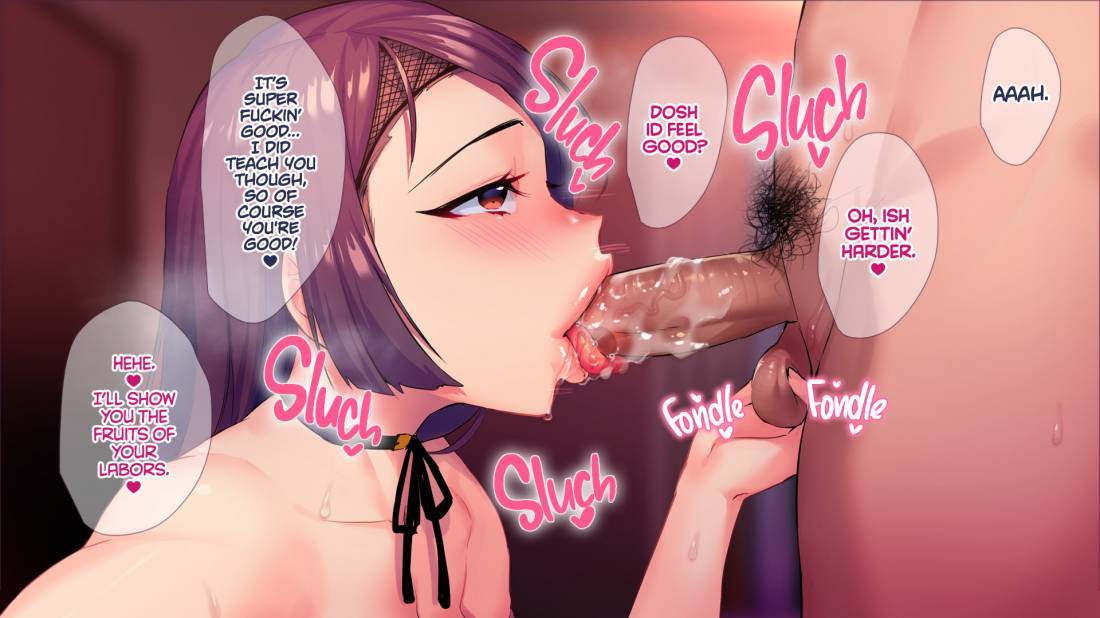 AAAH.
Sluch
DOSH
ID FEEL
GOOD?
OH, ISH
GETTIN'
HARDER.
Sluch
IT'S
SUPER
FUCKIN'
GOOD...
I DID
TEACH YOU
THOUGH,
SO OF
COURSE
YOU'RE
GOOD!
HEHE.
I'LL SHOW
YOU THE
FRUITS OF
YOUR
LABORS.
Sluch
Fondle
Fondle
Sluch